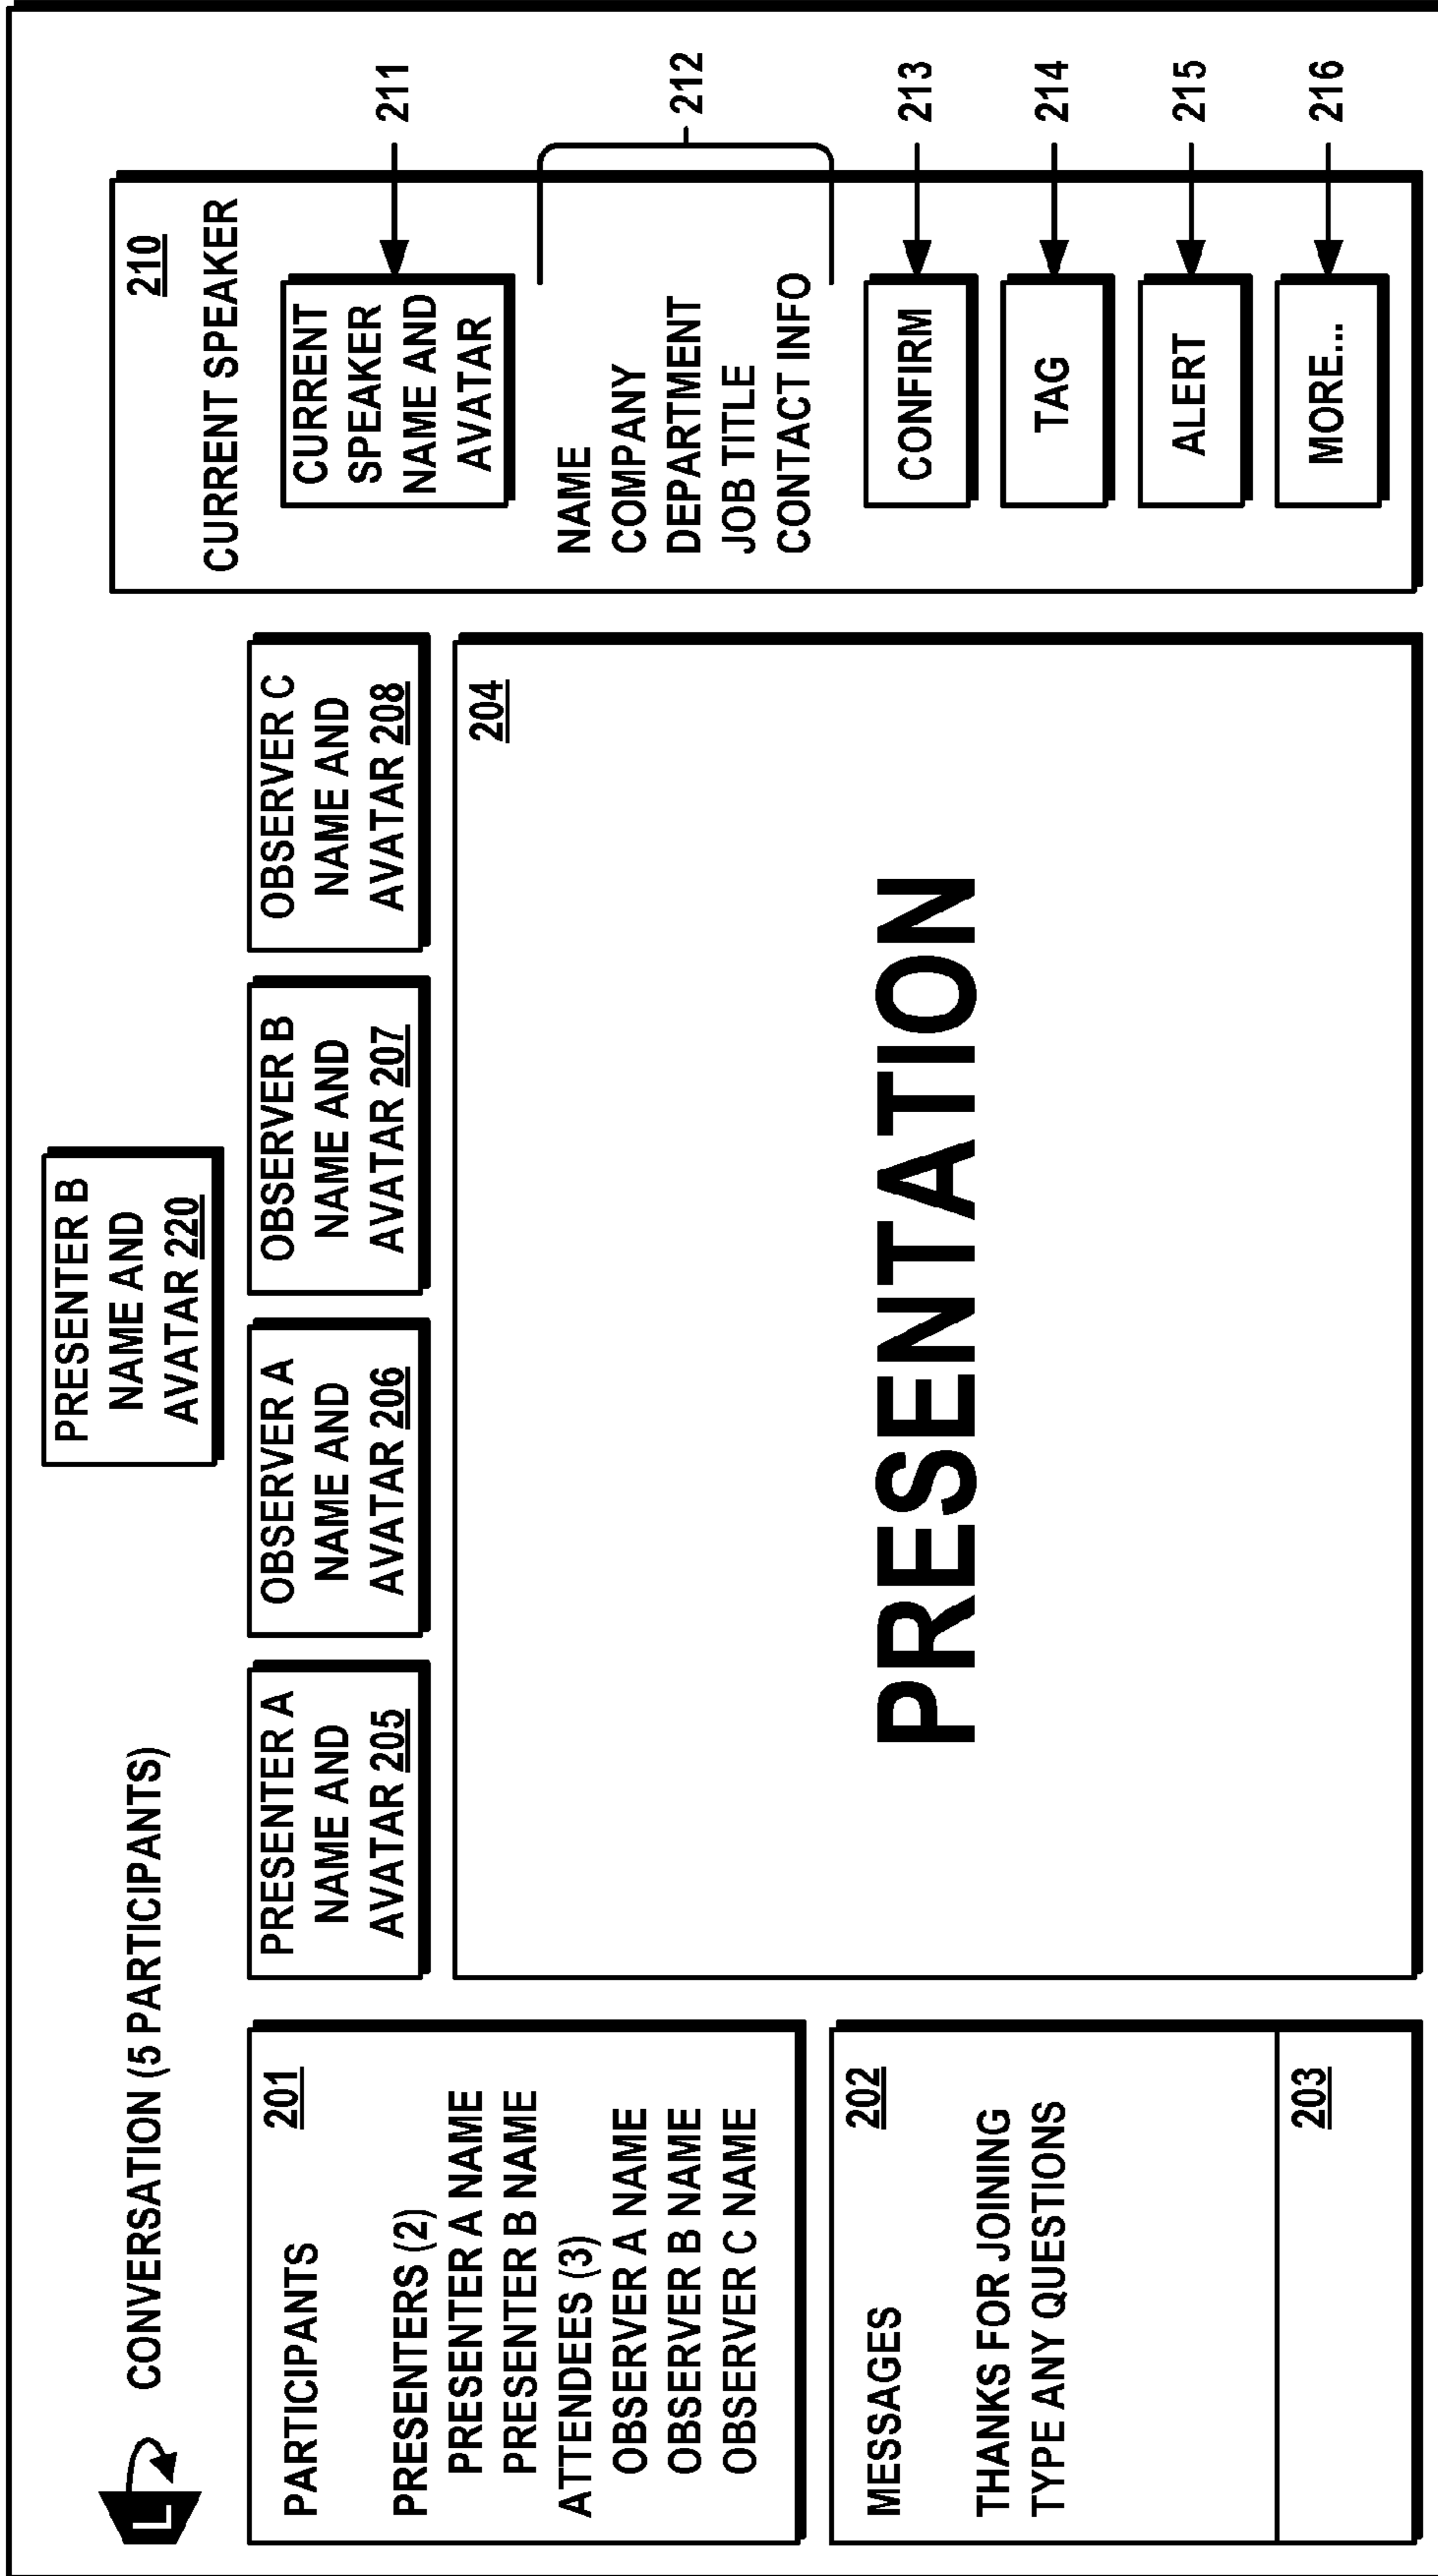 L CONVERSATION (5 PARTICIPANTS)
PRESENTER B
NAME AND
AVATAR 220
201
PARTICIPANTS
PRESENTERS (2)
PRESENTER A NAME
PRESENTER B NAME
ATTENDEES (3)
OBSERVER A NAME
OBSERVER B NAME
OBSERVER C NAME
202
MESSAGES
THANKS FOR JOINING
TYPE ANY QUESTIONS
203
PRESENTER A
NAME AND
AVATAR 205
OBSERVER A
NAME AND
AVATAR 206
OBSERVER B
NAME AND
AVATAR 207
OBSERVER C
NAME AND
AVATAR 208
204
PRESENTATION
210
CURRENT SPEAKER
CURRENT
SPEAKER
NAME AND
AVATAR
211
NAME
COMPANY
DEPARTMENT
JOB TITLE
CONTACT INFO
212
CONFIRM
213
TAG
214
ALERT
215
MORE...
216